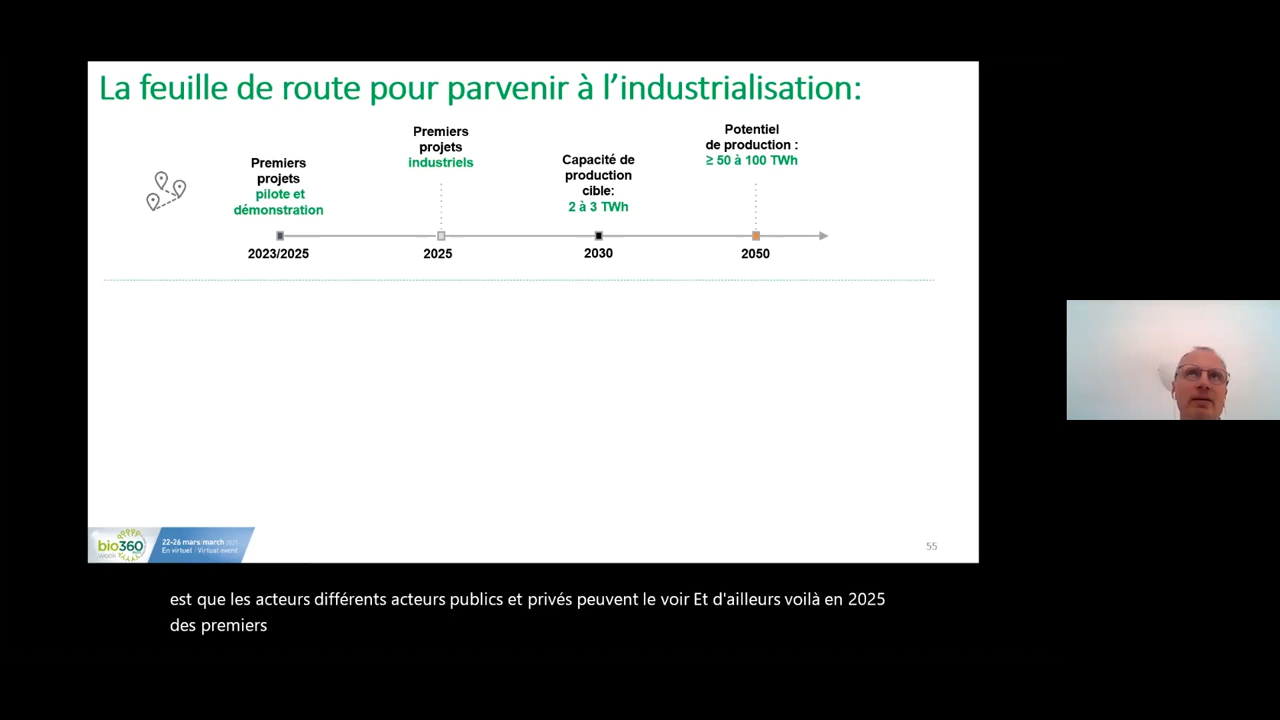 La feuille de route pour parvenir à l'industrialisation:
Premiers
projets
pilote et
démonstration
Premiers
projets
industriels
Capacité de
production
cible:
2 à 3 TWh
Potentiel
de production :
≥ 50 à 100 TWh
2023/2025
2025
2030
2050
bio360
week
22-26 mars/march 2021
En virtuel / Virtual event
55
est que les acteurs différents acteurs publics et privés peuvent le voir Et d'ailleurs voilà en 2025
des premiers